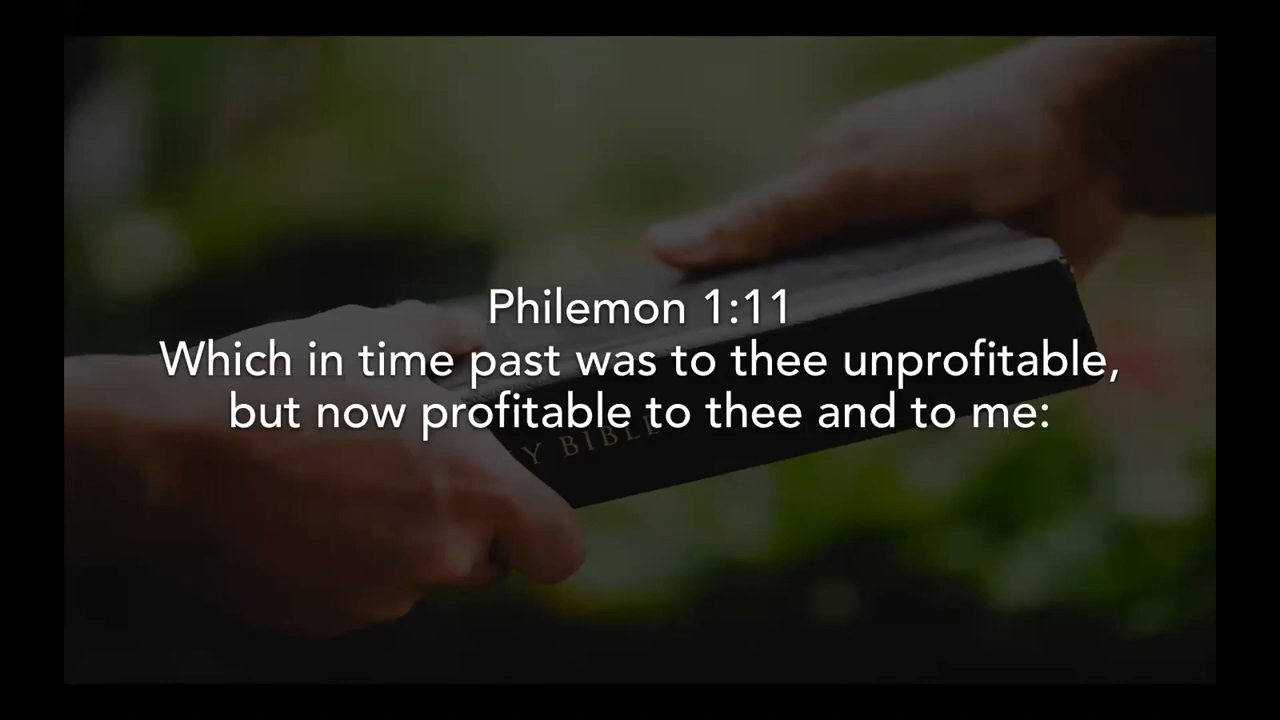 Philemon 1:11
Which in time past was to thee unprofitable,
but now profitable to thee and to me:
Y BIBLE